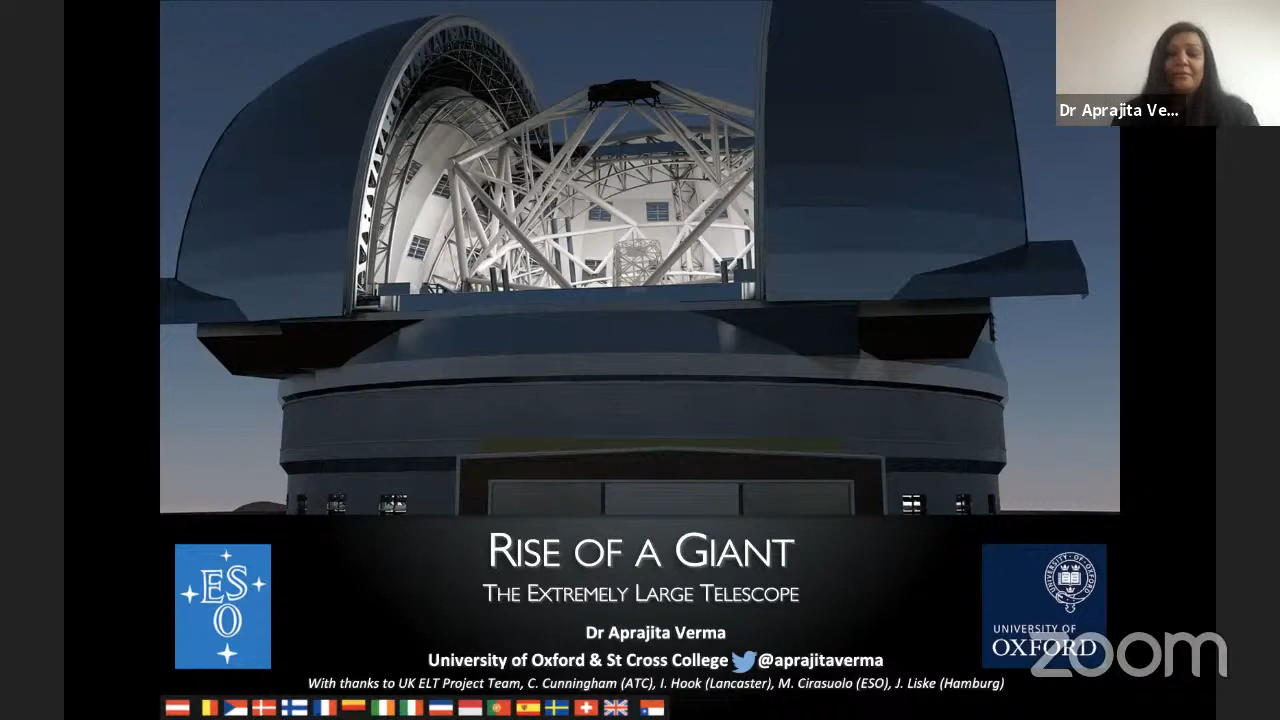 Dr Aprajita Ve...
RISE OF A GIANT
THE EXTREMELY LARGE TELESCOPE
Dr Aprajita Verma
University of Oxford & St Cross College @aprajitaverma
With thanks to UK ELT Project Team, C. Cunningham (ATC), I. Hook (Lancaster), M. Cirasuolo (ESO), J. Liske (Hamburg)
ES
O
UNIVERSITY OF
OXFORD
zoom